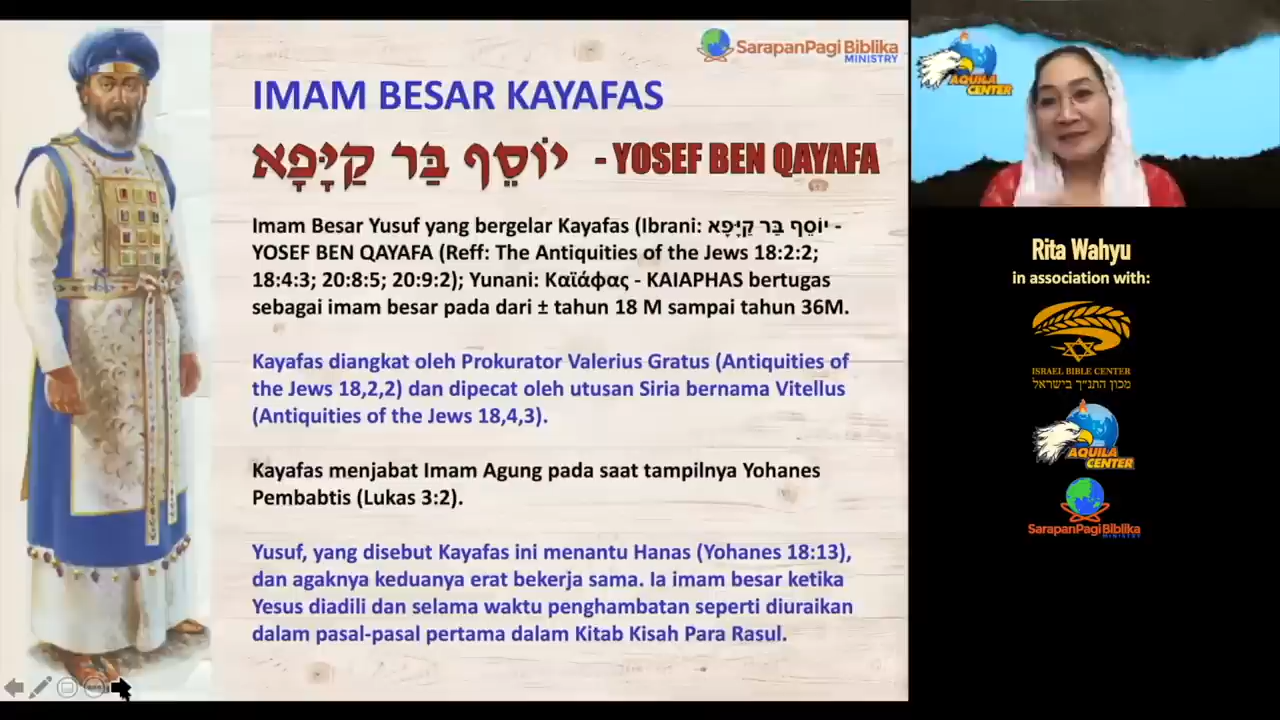 SarapanPagi Biblika
MINISTRY
IMAM BESAR KAYAFAS
יוֹסֵף בַּר קַיָּפָא - YOSEF BEN QAYAFA
Imam Besar Yusuf yang bergelar Kayafas (Ibrani: יוֹסֵף בַּר קַיָּפָא -
YOSEF BEN QAYAFA (Reff: The Antiquities of the Jews 18:2:2;
18:4:3; 20:8:5; 20:9:2); Yunani: Καϊάφας - KAIAPHAS bertugas
sebagai imam besar pada dari ± tahun 18 M sampai tahun 36M.
Kayafas diangkat oleh Prokurator Valerius Gratus (Antiquities of
the Jews 18,2,2) dan dipecat oleh utusan Siria bernama Vitellus
(Antiquities of the Jews 18,4,3).
Kayafas menjabat Imam Agung pada saat tampilnya Yohanes
Pembabtis (Lukas 3:2).
Yusuf, yang disebut Kayafas ini menantu Hanas (Yohanes 18:13),
dan agaknya keduanya erat bekerja sama. Ia imam besar ketika
Yesus diadili dan selama waktu penghambatan seperti diuraikan
dalam pasal-pasal pertama dalam Kitab Kisah Para Rasul.
AQUILA
CENTER
Rita Wahyu
in association with:
ISRAEL BIBLE CENTER
מכון התנ״ך בישראל
AQUILA
CENTER
SarapanPagi Biblika
MINISTRY